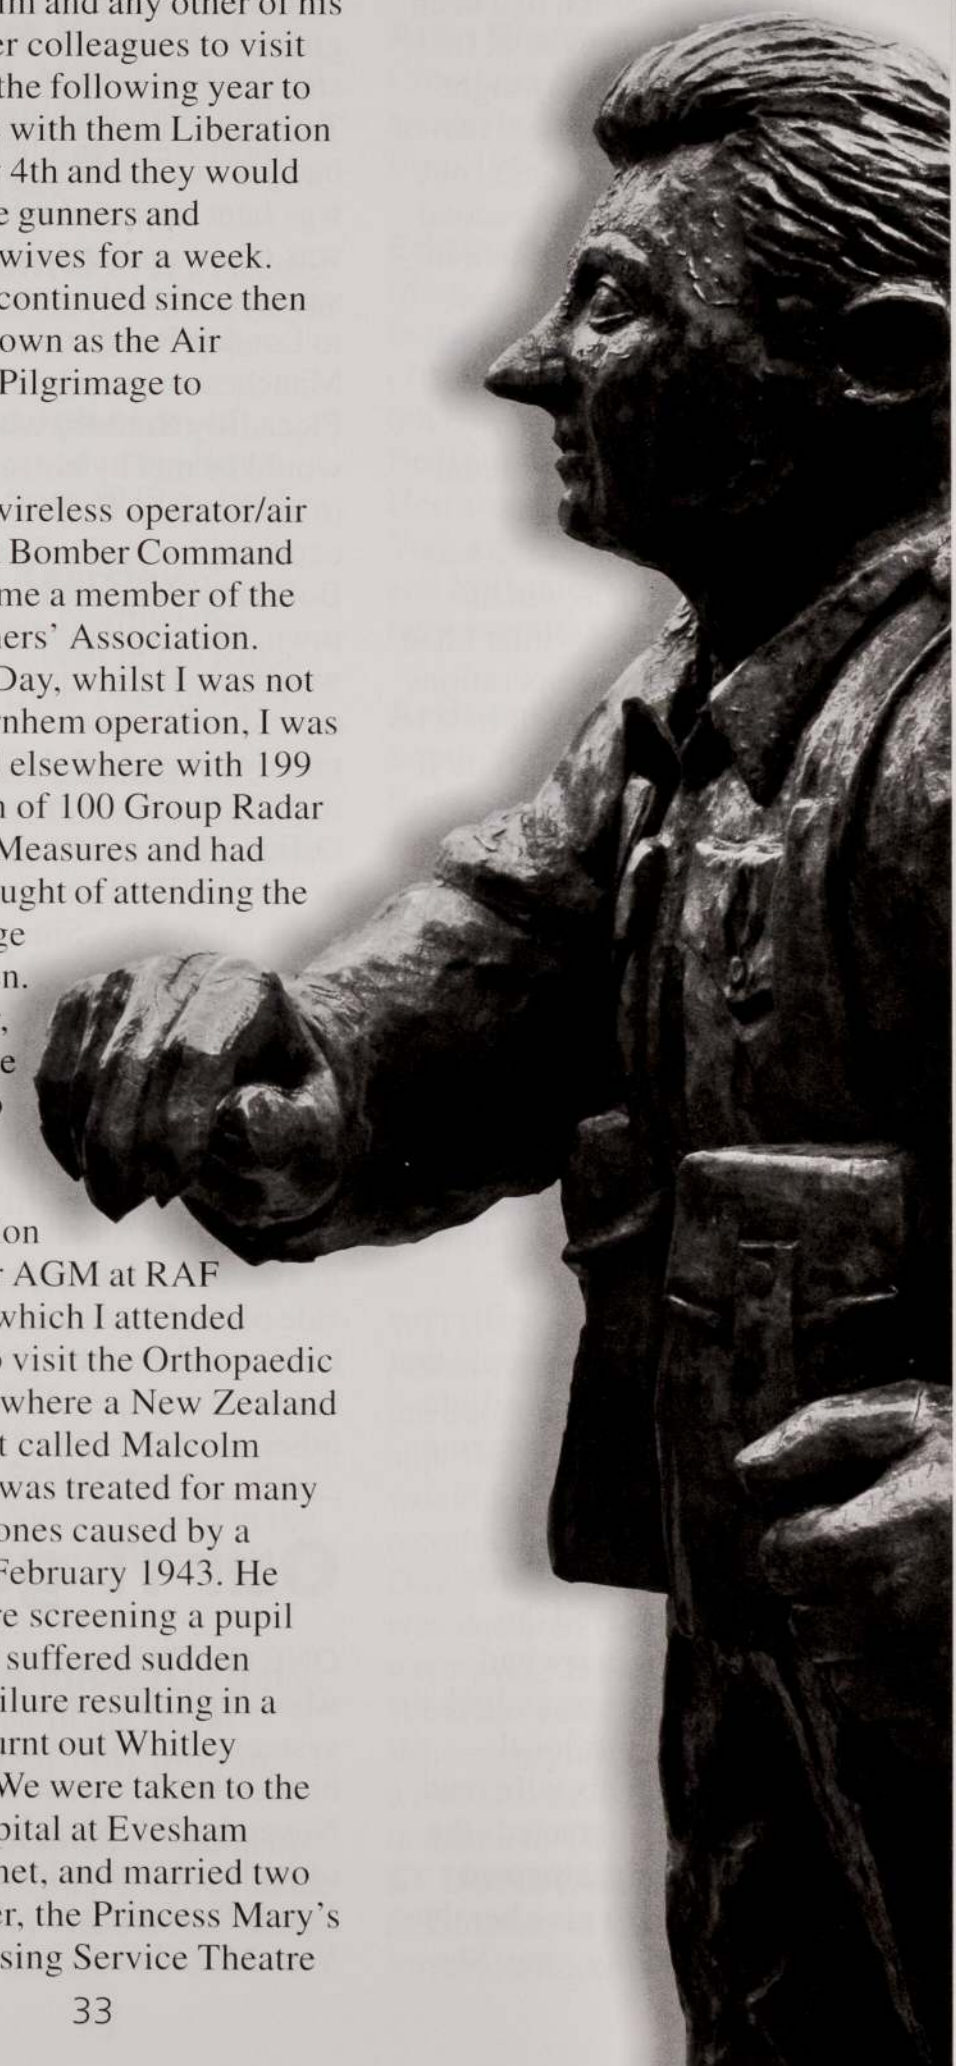 and any other of his
colleagues to visit
the following year to
with them Liberation
4th and they would
gunners and
wives for a week.
continued since then
as the Air
Pilgrimage to
wireless operator/air
Bomber Command
me a member of the
ers' Association.
Day, whilst I was not
rnhem operation, I was
elsewhere with 199
n of 100 Group Radar
Measures and had
ught of attending the
ge
n.
,
e
on
r AGM at RAF
which I attended
visit the Orthopaedic
where a New Zealand
t called Malcolm
was treated for many
ones caused by a
February 1943. He
re screening a pupil
suffered sudden
ilure resulting in a
urnt out Whitley
We were taken to the
pital at Evesham
net, and married two
er, the Princess Mary's
sing Service Theatre
33